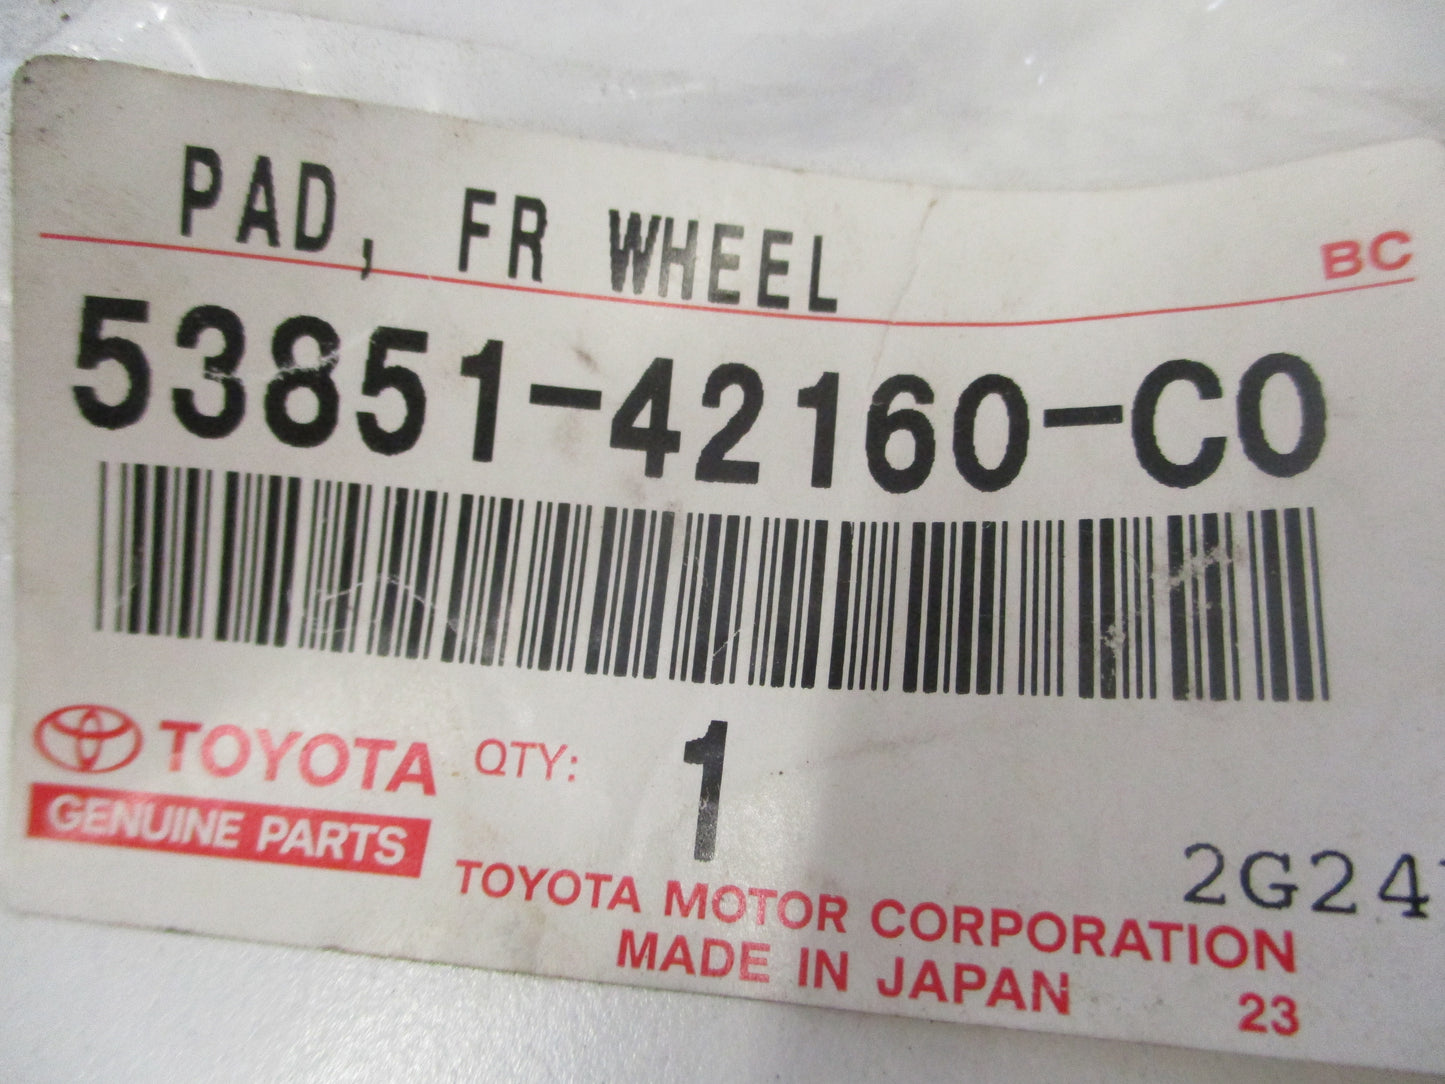 PAD, FR WHEEL
BC
53851-42160-C0
TOYOTA QTY: 1
GENUINE PARTS
2G24
TOYOTA MOTOR CORPORATION
MADE IN JAPAN
23